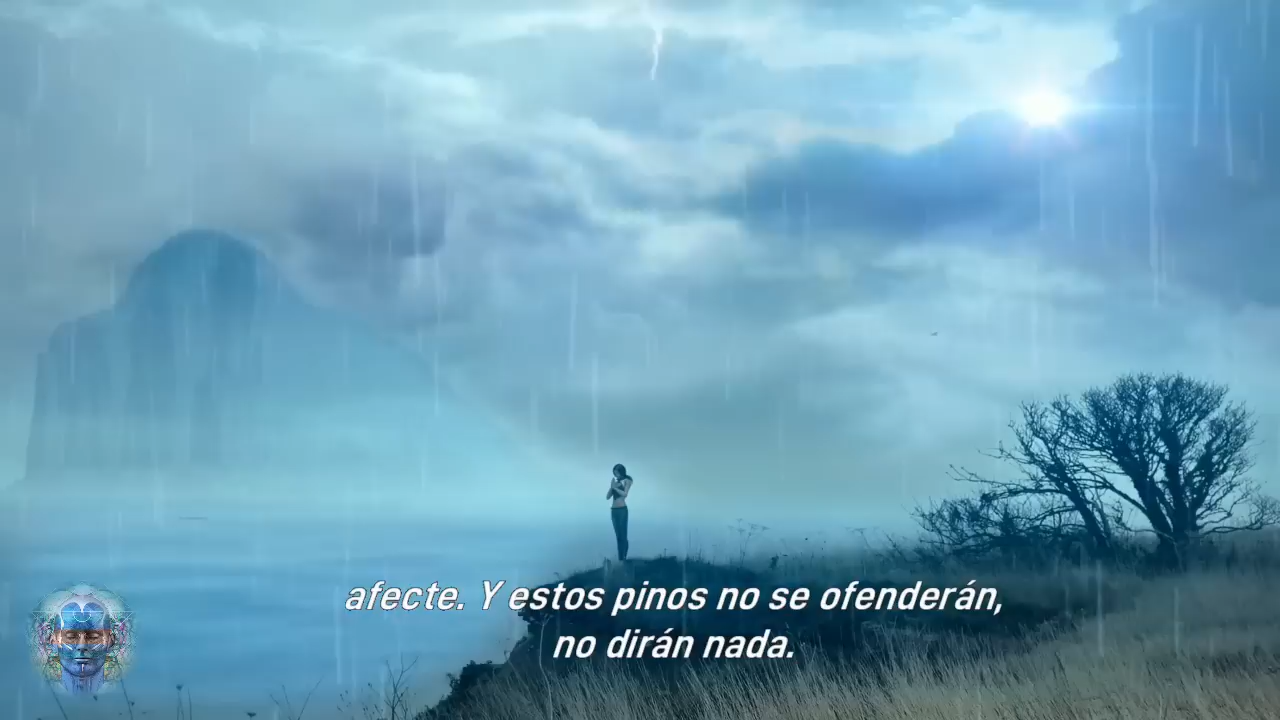 afecte. Y estos pinos no se ofenderán,
no dirán nada.